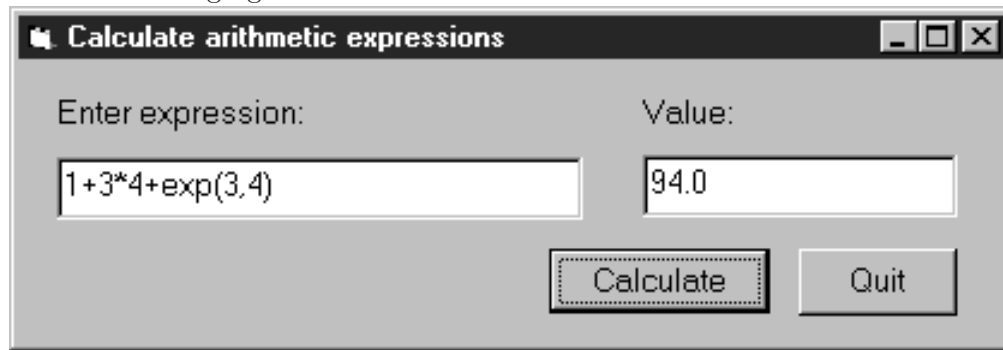 Calculate arithmetic expressions
Enter expression: Value:
1+3*4+exp(3,4) 94.0
Calculate Quit